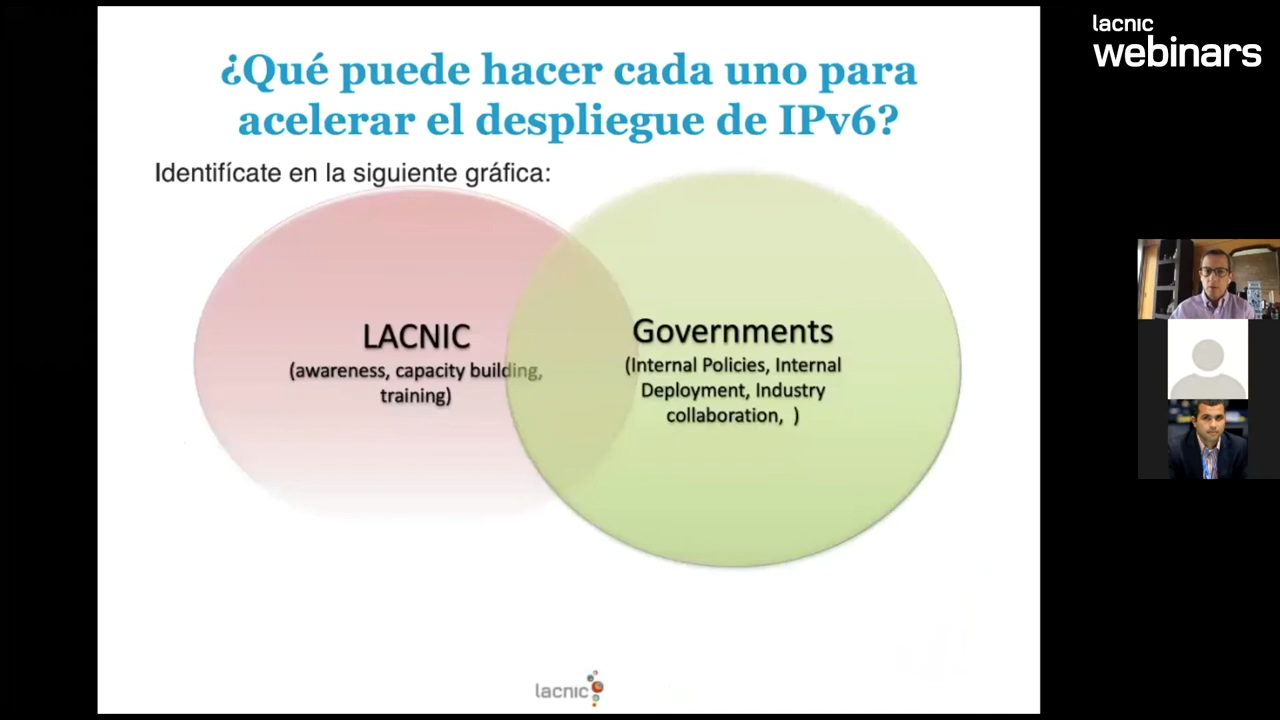 ¿Qué puede hacer cada uno para
acelerar el despliegue de IPv6?
Identifícate en la siguiente gráfica:
LACNIC
(awareness, capacity building,
training)
Governments
(Internal Policies, Internal
Deployment, Industry
collaboration,  )
lacnic
lacnic
webinars